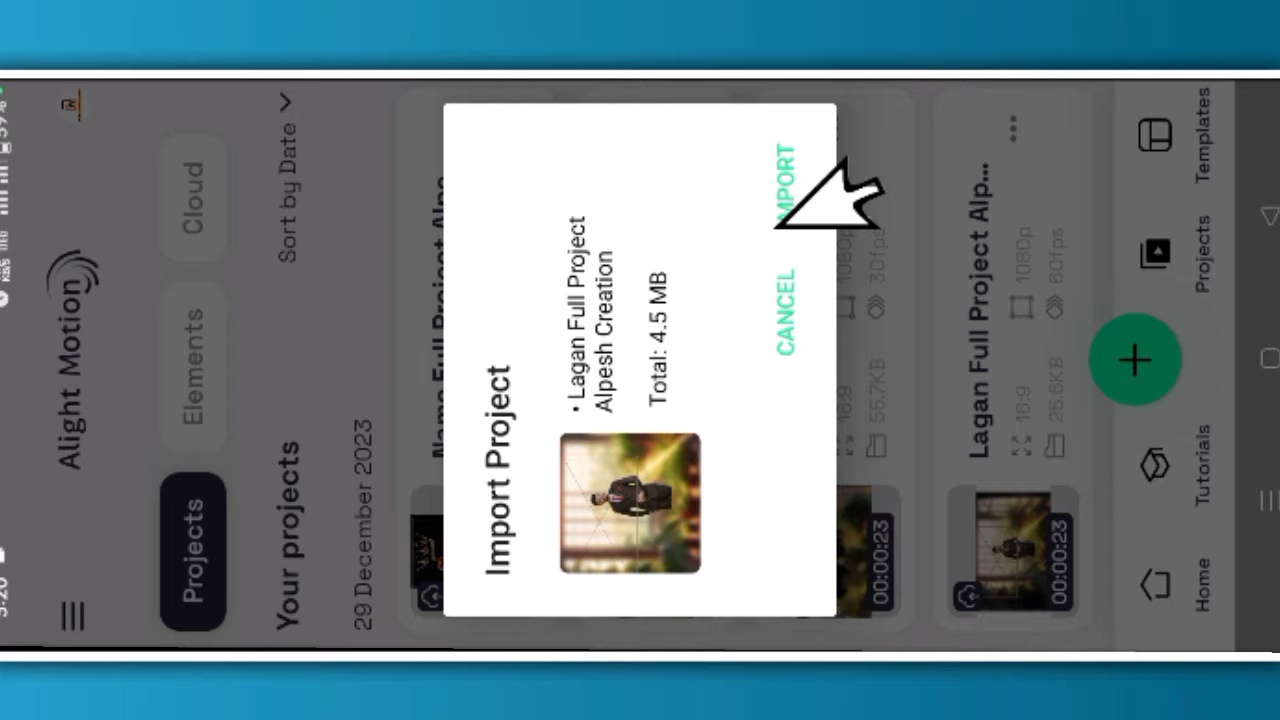 Alight Motion
Projects
Elements
Cloud
Your projects
Sort by Date
29 December 2023
Import Project
• Lagan Full Project
Alpesh Creation
Total: 4.5 MB
CANCEL
1080p
30fps
16:9
55.7KB
00:00:23
Lagan Full Project Alp...
1080p
60fps
16:9
25.6KB
00:00:23
Home
Tutorials
Projects
Templates